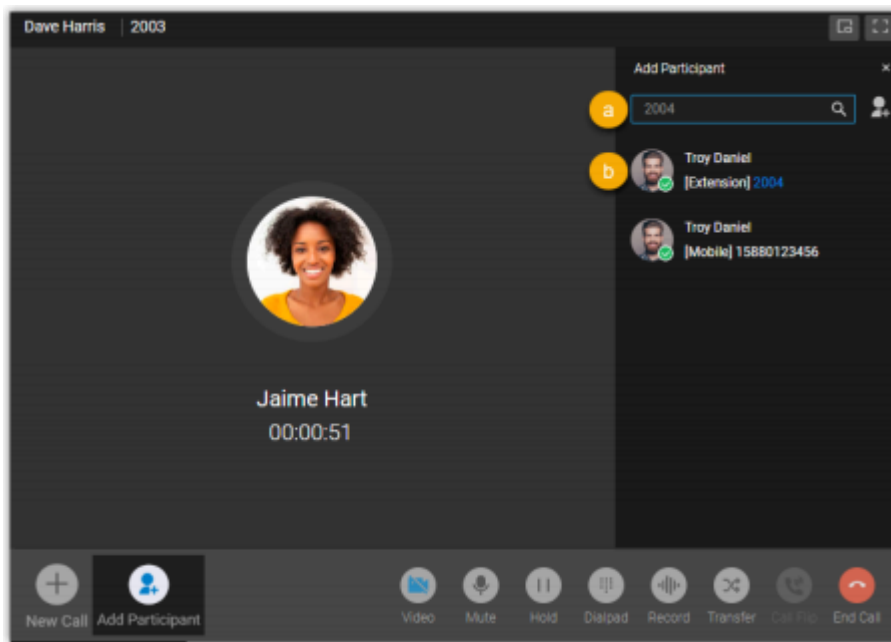 Dave Harris | 2003
Add Participant ×
a 2004
b Troy Daniel
[Extension] 2004
Troy Daniel
[Mobile] 15880123456
Jaime Hart
00:00:51
New Call Add Participant Video Mute Hold Dialpad Record Transfer Call Flip End Call